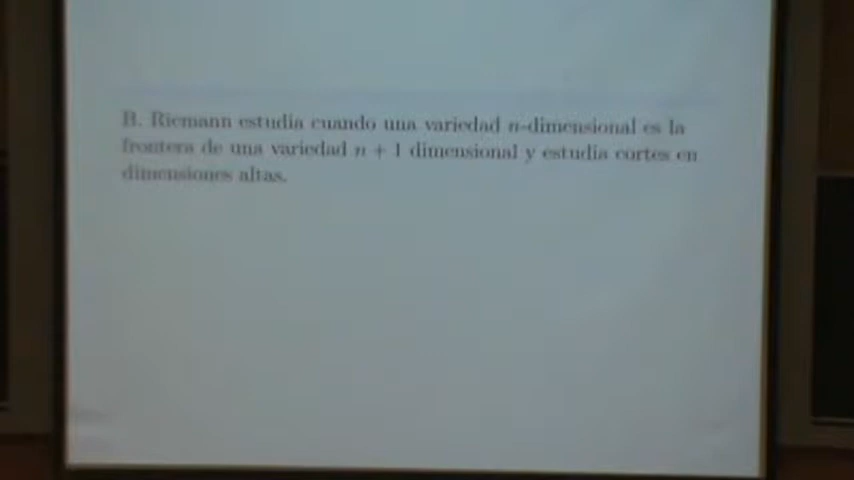 B. Riemann estudia cuando una variedad n-dimensional es la
frontera de una variedad n + 1 dimensional y estudia cortes en
dimensiones altas.